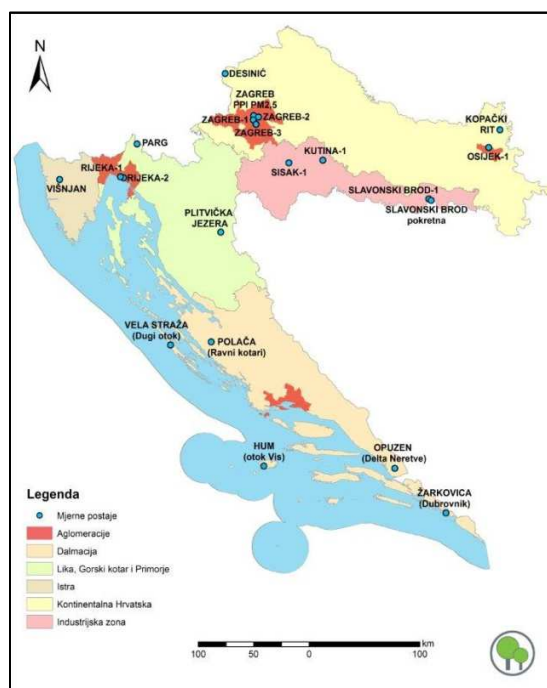 N
DESINIĆ
ZAGREB
PPI PM2,5
ZAGREB-1
ZAGREB-2
ZAGREB-3
KOPAČKI
RIT
OSIJEK-1
PARG
RIJEKA-1
RIJEKA-2
VIŠNJAN
KUTINA-1
SISAK-1
SLAVONSKI BROD-1
SLAVONSKI BROD
pokretna
PLITVIČKA
JEZERA
VELA STRAŽA
(Dugi otok)
POLAČA
(Ravni kotari)
HUM
(otok Vis)
OPUZEN
(Delta Neretve)
ŽARKOVICA
(Dubrovnik)
Legenda
Mjerne postaje
Aglomeracije
Dalmacija
Lika, Gorski kotar i Primorje
Istra
Kontinentalna Hrvatska
Industrijska zona
km
100 50 0 100